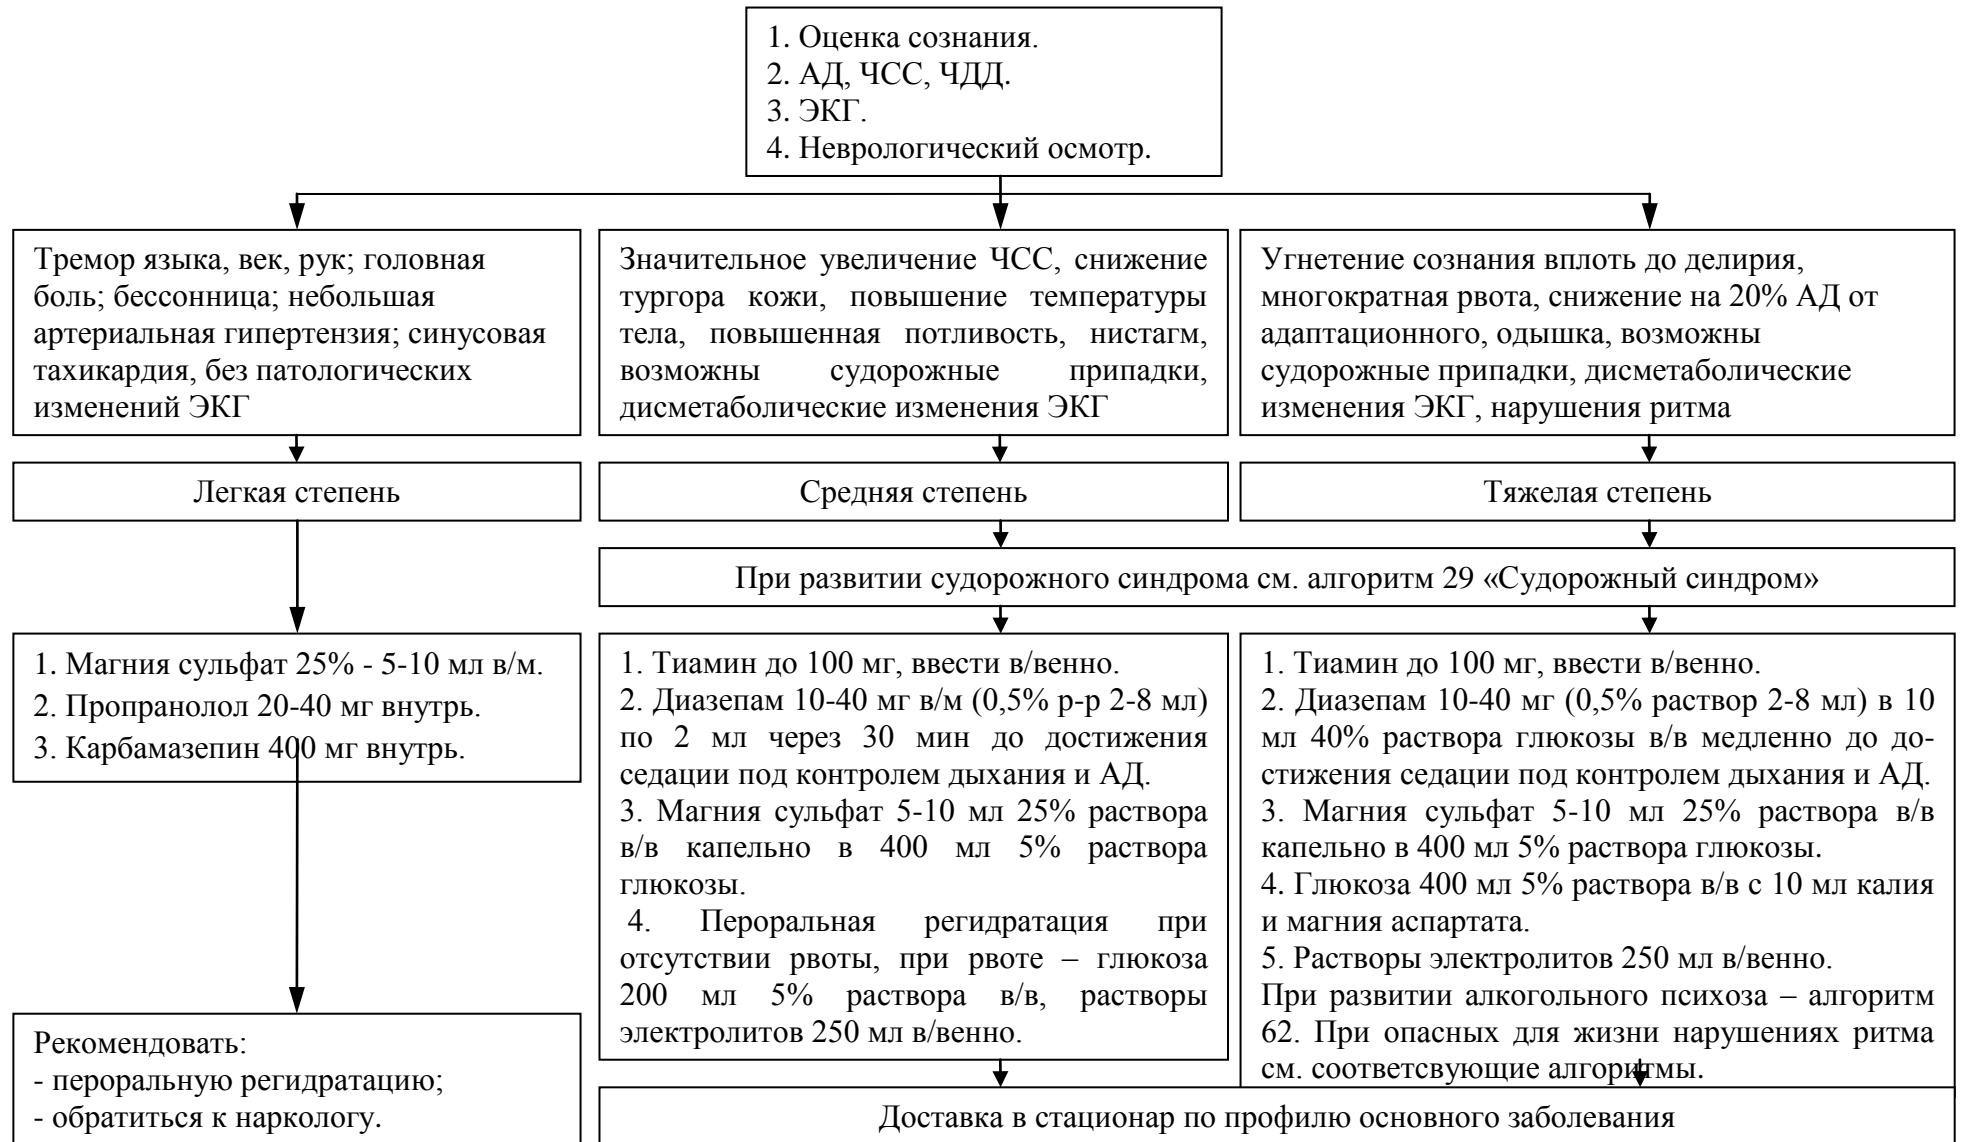 1. Оценка сознания.
2. АД, ЧСС, ЧДД.
3. ЭКГ.
4. Неврологический осмотр.
Тремор языка, век, рук; головная
боль; бессонница; небольшая
артериальная гипертензия; синусовая
тахикардия, без патологических
изменений ЭКГ
Значительное увеличение ЧСС, снижение
тургора кожи, повышение температуры
тела, повышенная потливость, нистагм,
возможны судорожные припадки,
дисметаболические изменения ЭКГ
Угнетение сознания вплоть до делирия,
многократная рвота, снижение на 20% АД от
адаптационного, одышка, возможны
судорожные припадки, дисметаболические
изменения ЭКГ, нарушения ритма
Легкая степень
Средняя степень
Тяжелая степень
При развитии судорожного синдрома см. алгоритм 29 «Судорожный синдром»
1. Магния сульфат 25% - 5-10 мл в/м.
2. Пропранолол 20-40 мг внутрь.
3. Карбамазепин 400 мг внутрь.
1. Тиамин до 100 мг, ввести в/венно.
2. Диазепам 10-40 мг в/м (0,5% р-р 2-8 мл)
по 2 мл через 30 мин до достижения
седации под контролем дыхания и АД.
3. Магния сульфат 5-10 мл 25% раствора
в/в капельно в 400 мл 5% раствора
глюкозы.
4. Пероральная регидратация при
отсутствии рвоты, при рвоте – глюкоза
200 мл 5% раствора в/в, растворы
электролитов 250 мл в/венно.
1. Тиамин до 100 мг, ввести в/венно.
2. Диазепам 10-40 мг (0,5% раствор 2-8 мл) в 10
мл 40% раствора глюкозы в/в медленно до до-
стижения седации под контролем дыхания и АД.
3. Магния сульфат 5-10 мл 25% раствора в/в
капельно в 400 мл 5% раствора глюкозы.
4. Глюкоза 400 мл 5% раствора в/в с 10 мл калия
и магния аспартата.
5. Растворы электролитов 250 мл в/венно.
При развитии алкогольного психоза – алгоритм
62. При опасных для жизни нарушениях ритма
см. соответсвующие алгоритмы.
Рекомендовать:
- пероральную регидратацию;
- обратиться к наркологу.
Доставка в стационар по профилю основного заболевания